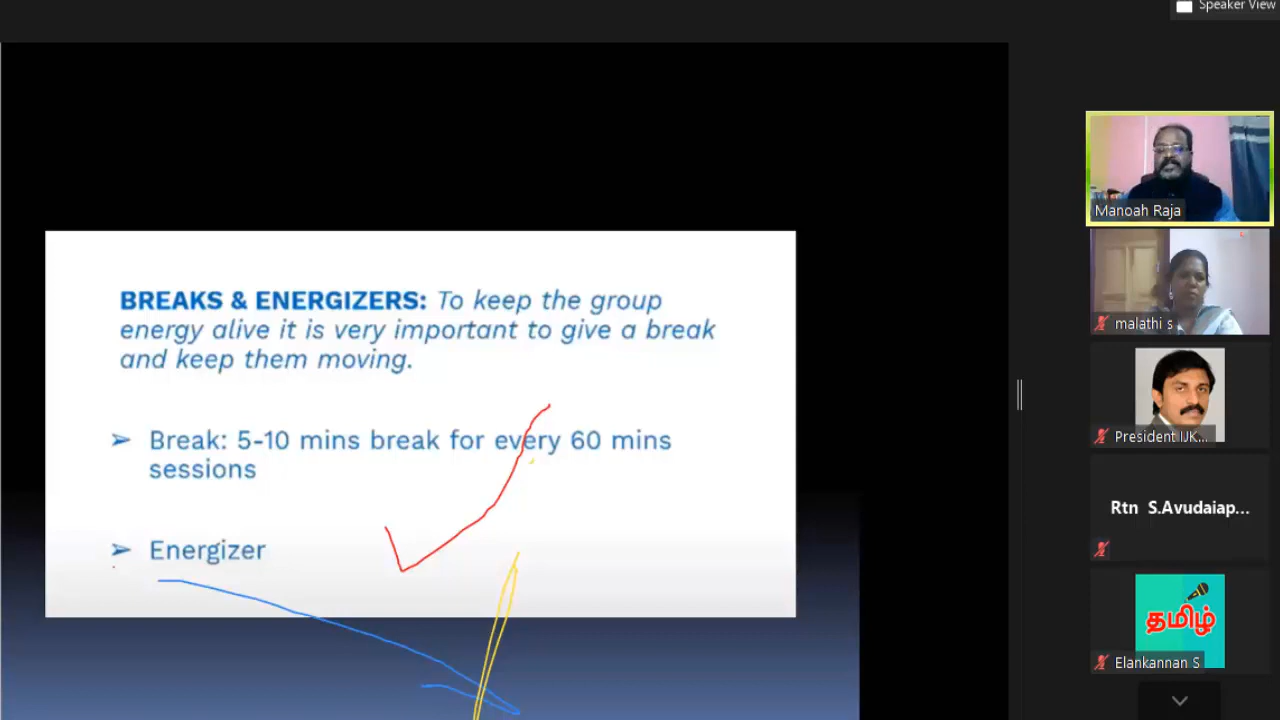 Speaker View
BREAKS & ENERGIZERS: To keep the group
energy alive it is very important to give a break
and keep them moving.
➢ Break: 5-10 mins break for every 60 mins
sessions
➢ Energizer
Manoah Raja
malathi s
President IJK...
Rtn S.Avudaiap...
தமிழ்
Elankannan S